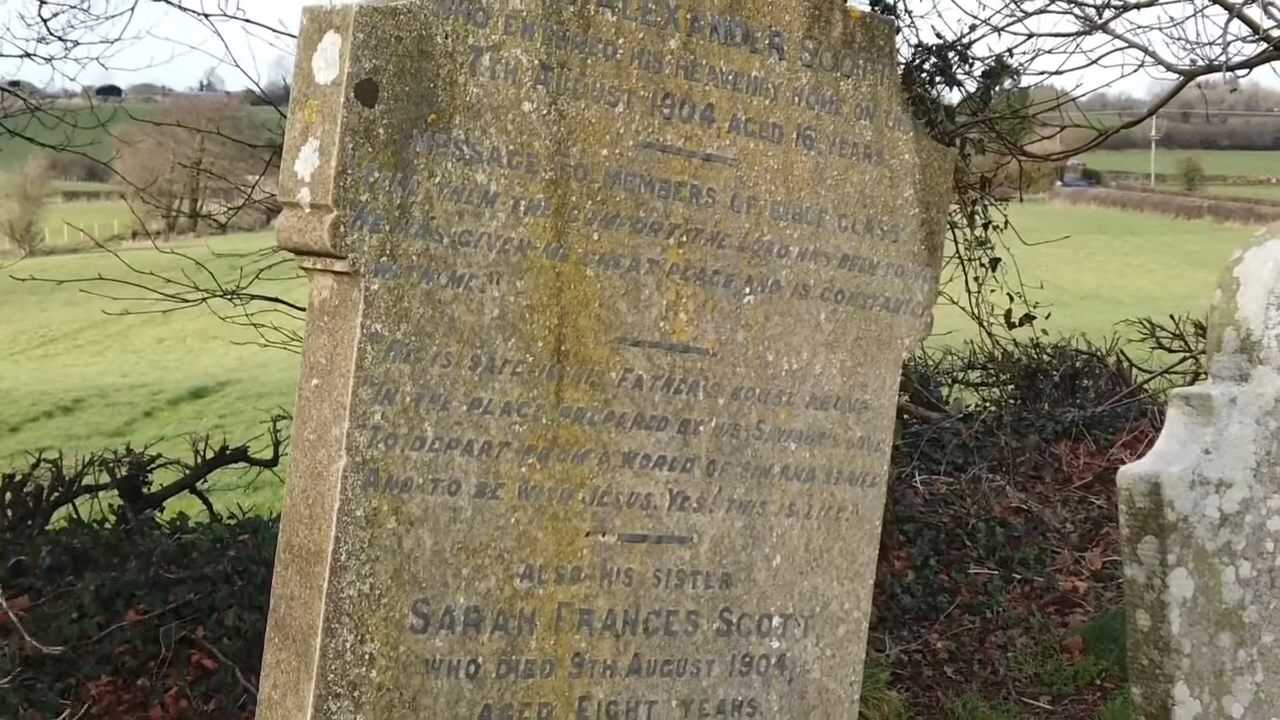 ALEXANDER SCOTT
WHO ENTERED HIS HEAVENLY HOME ON THE
7TH AUGUST 1904, AGED 16 YEARS.
MESSAGE TO MEMBERS OF BIBLE CLASS
THEM THE COMFORT THE LORD HAS BEEN TO ME
HE HAS GIVEN ME GREAT PEACE AND IS CONSTANTLY
WITH ME."
HE IS SAFE IN HIS FATHER'S HOUSE ABOVE
IN THE PLACE PREPARED BY HIS SAVIOUR'S LOVE
TO DEPART FROM A WORLD OF SIN AND STRIFE
AND TO BE WITH JESUS. YES! THIS IS LIFE"
ALSO HIS SISTER
SARAH FRANCES SCOTT,
WHO DIED 9TH AUGUST 1904,
AGED EIGHT YEARS.